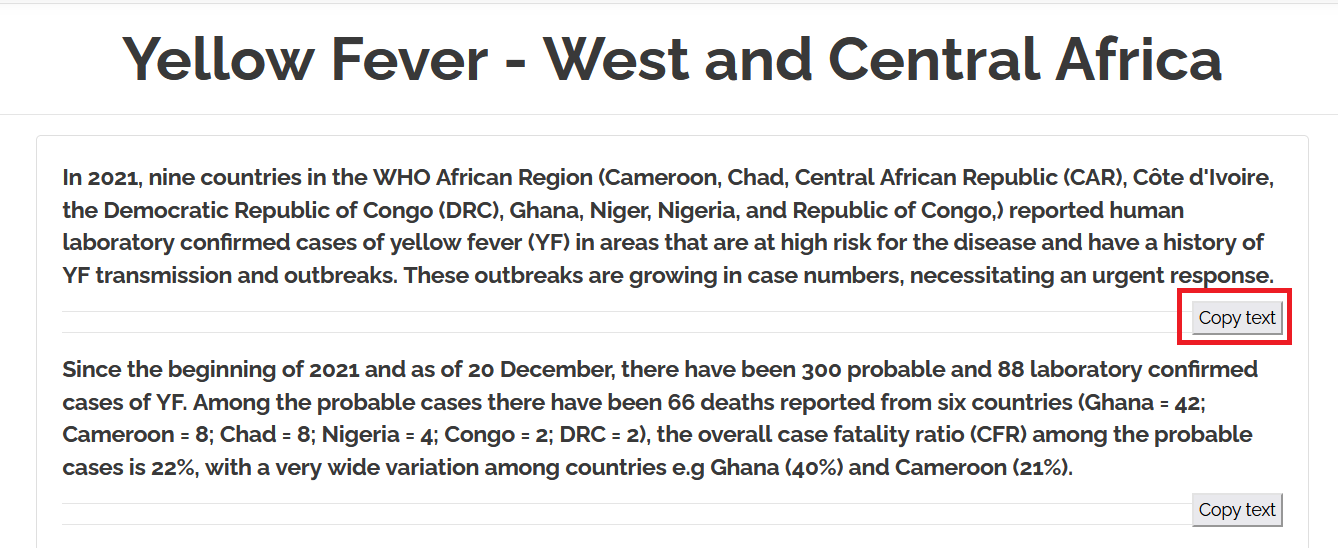 Yellow Fever - West and Central Africa
In 2021, nine countries in the WHO African Region (Cameroon, Chad, Central African Republic (CAR), Côte d'Ivoire,
the Democratic Republic of Congo (DRC), Ghana, Niger, Nigeria, and Republic of Congo,) reported human
laboratory confirmed cases of yellow fever (YF) in areas that are at high risk for the disease and have a history of
YF transmission and outbreaks. These outbreaks are growing in case numbers, necessitating an urgent response.
Copy text
Since the beginning of 2021 and as of 20 December, there have been 300 probable and 88 laboratory confirmed
cases of YF. Among the probable cases there have been 66 deaths reported from six countries (Ghana = 42;
Cameroon = 8; Chad = 8; Nigeria = 4; Congo = 2; DRC = 2), the overall case fatality ratio (CFR) among the probable
cases is 22%, with a very wide variation among countries e.g Ghana (40%) and Cameroon (21%).
Copy text